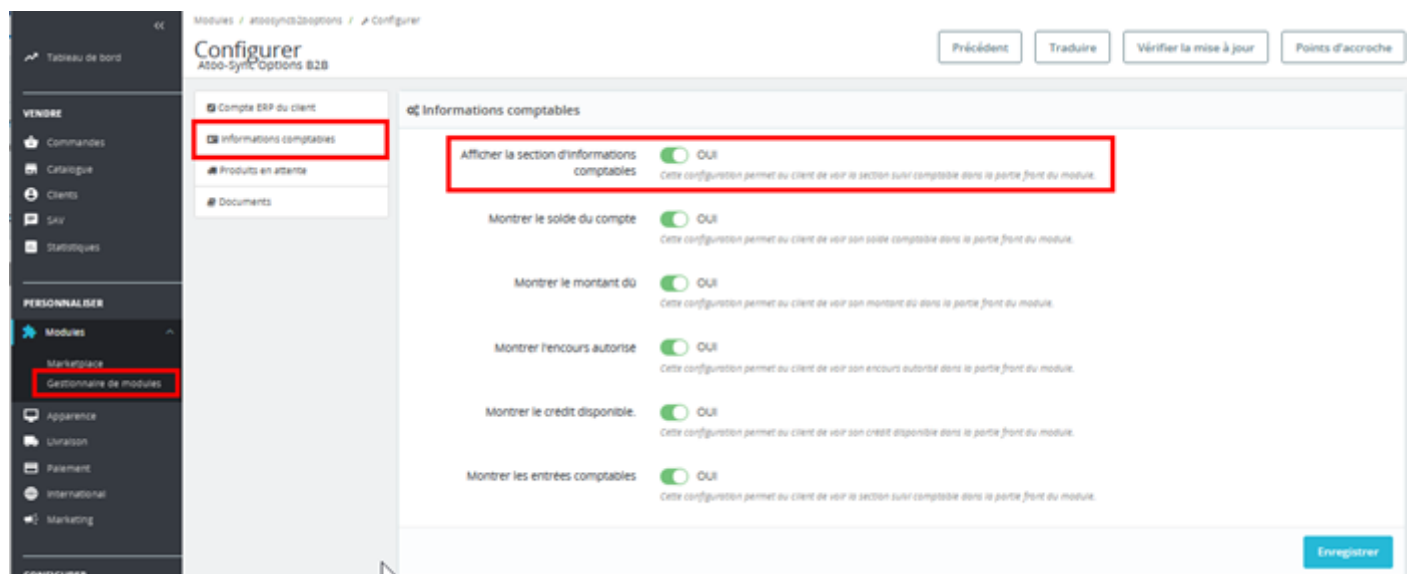 «
Modules / atoosyncb2boptions / Configurer
Configurer
Atoo-Sync Options B2B
Précédent
Traduire
Vérifier la mise à jour
Points d'accroche
Tableau de bord
VENDRE
Commandes
Catalogue
Clients
SAV
Statistiques
PERSONNALISER
Modules
Marketplace
Gestionnaire de modules
Apparence
Livraison
Paiement
International
Marketing
CONFIGURER
Compte ERP du client
Informations comptables
Produits en attente
Documents
Informations comptables
Afficher la section d'informations
comptables
OUI
Cette configuration permet au client de voir la section suivi comptable dans la partie front du module.
Montrer le solde du compte
OUI
Cette configuration permet au client de voir son solde comptable dans la partie front du module.
Montrer le montant dû
OUI
Cette configuration permet au client de voir son montant dû dans la partie front du module.
Montrer l'encours autorisé
OUI
Cette configuration permet au client de voir son encours autorisé dans la partie front du module.
Montrer le crédit disponible.
OUI
Cette configuration permet au client de voir son crédit disponible dans la partie front du module.
Montrer les entrées comptables
OUI
Cette configuration permet au client de voir la section suivi comptable dans la partie front du module.
Enregistrer